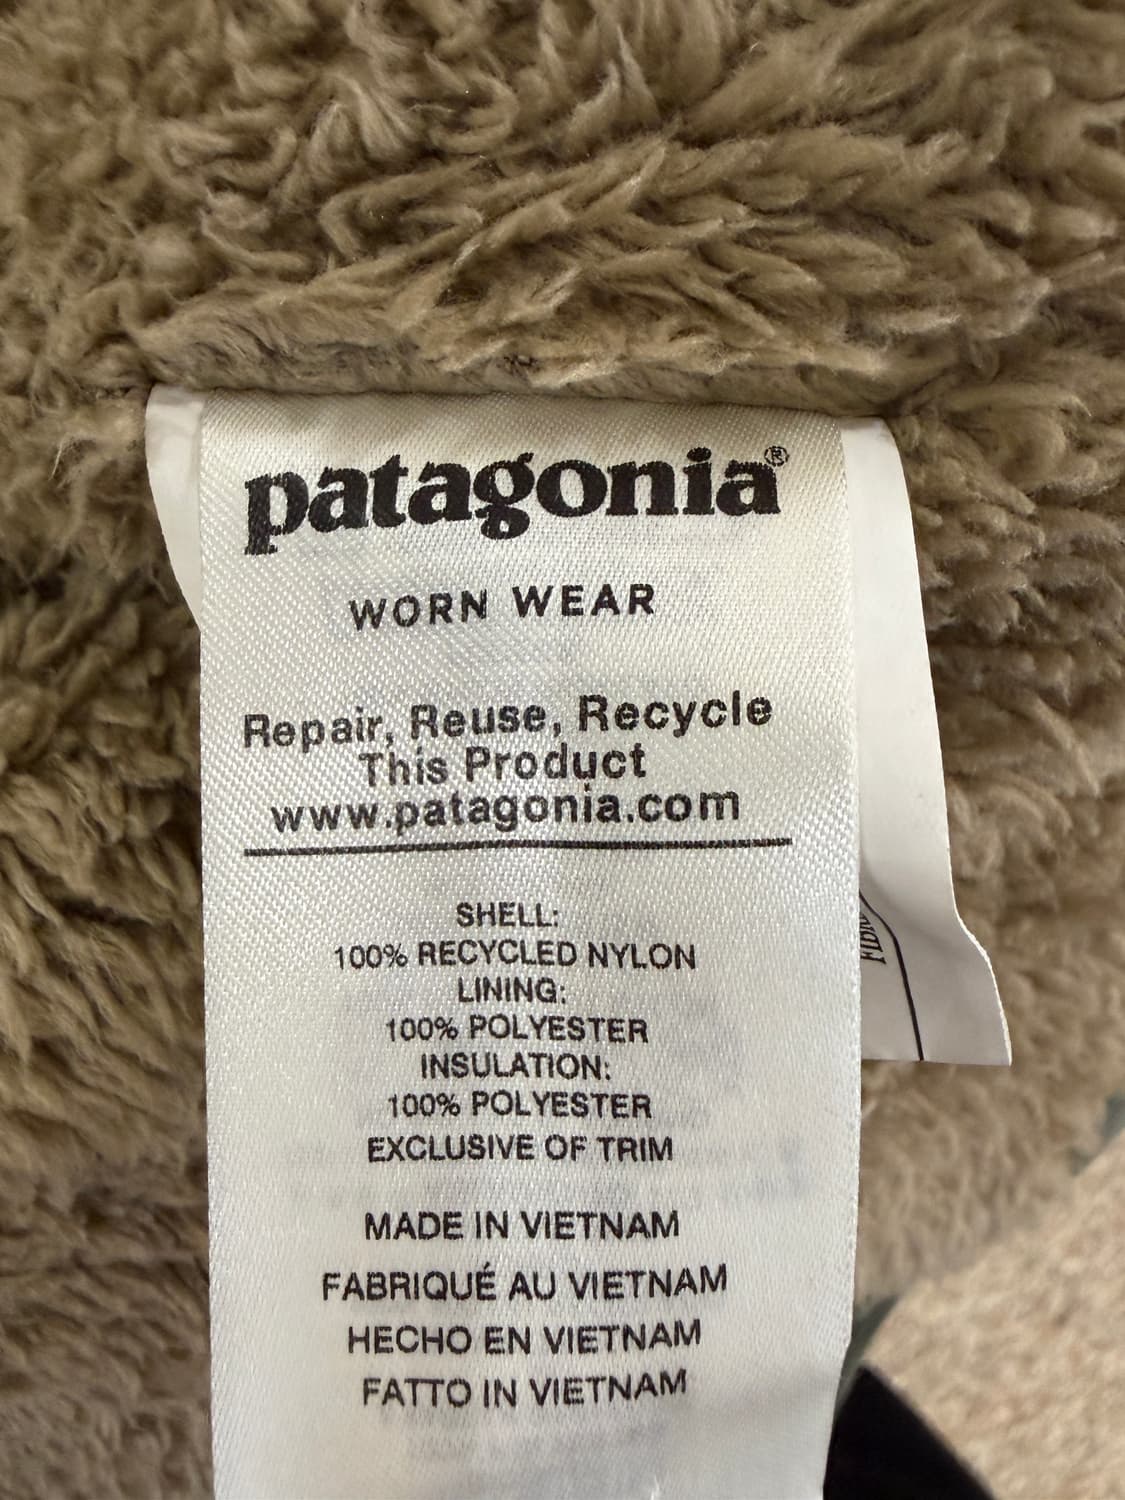 patagonia®
WORN WEAR
Repair, Reuse, Recycle
This Product
www.patagonia.com
SHELL:
100% RECYCLED NYLON
LINING:
100% POLYESTER
INSULATION:
100% POLYESTER
EXCLUSIVE OF TRIM
MADE IN VIETNAM
FABRIQUÉ AU VIETNAM
HECHO EN VIETNAM
FATTO IN VIETNAM